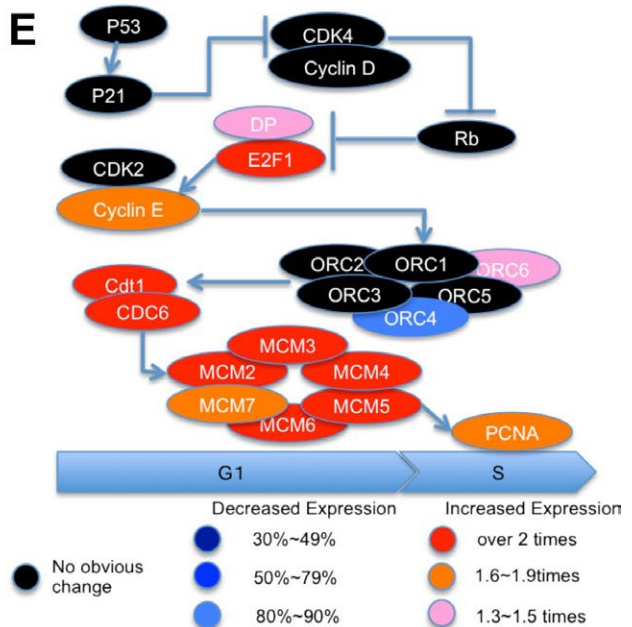 E
P53
CDK4
Cyclin D
P21
DP
E2F1
Rb
CDK2
Cyclin E
ORC2
ORC1
ORC6
ORC3
ORC5
ORC4
Cdt1
CDC6
MCM3
MCM2
MCM4
MCM7
MCM5
MCM6
PCNA
G1
S
Decreased Expression
Increased Expression
No obvious
change
30%~49%
over 2 times
50%~79%
1.6~1.9times
80%~90%
1.3~1.5 times